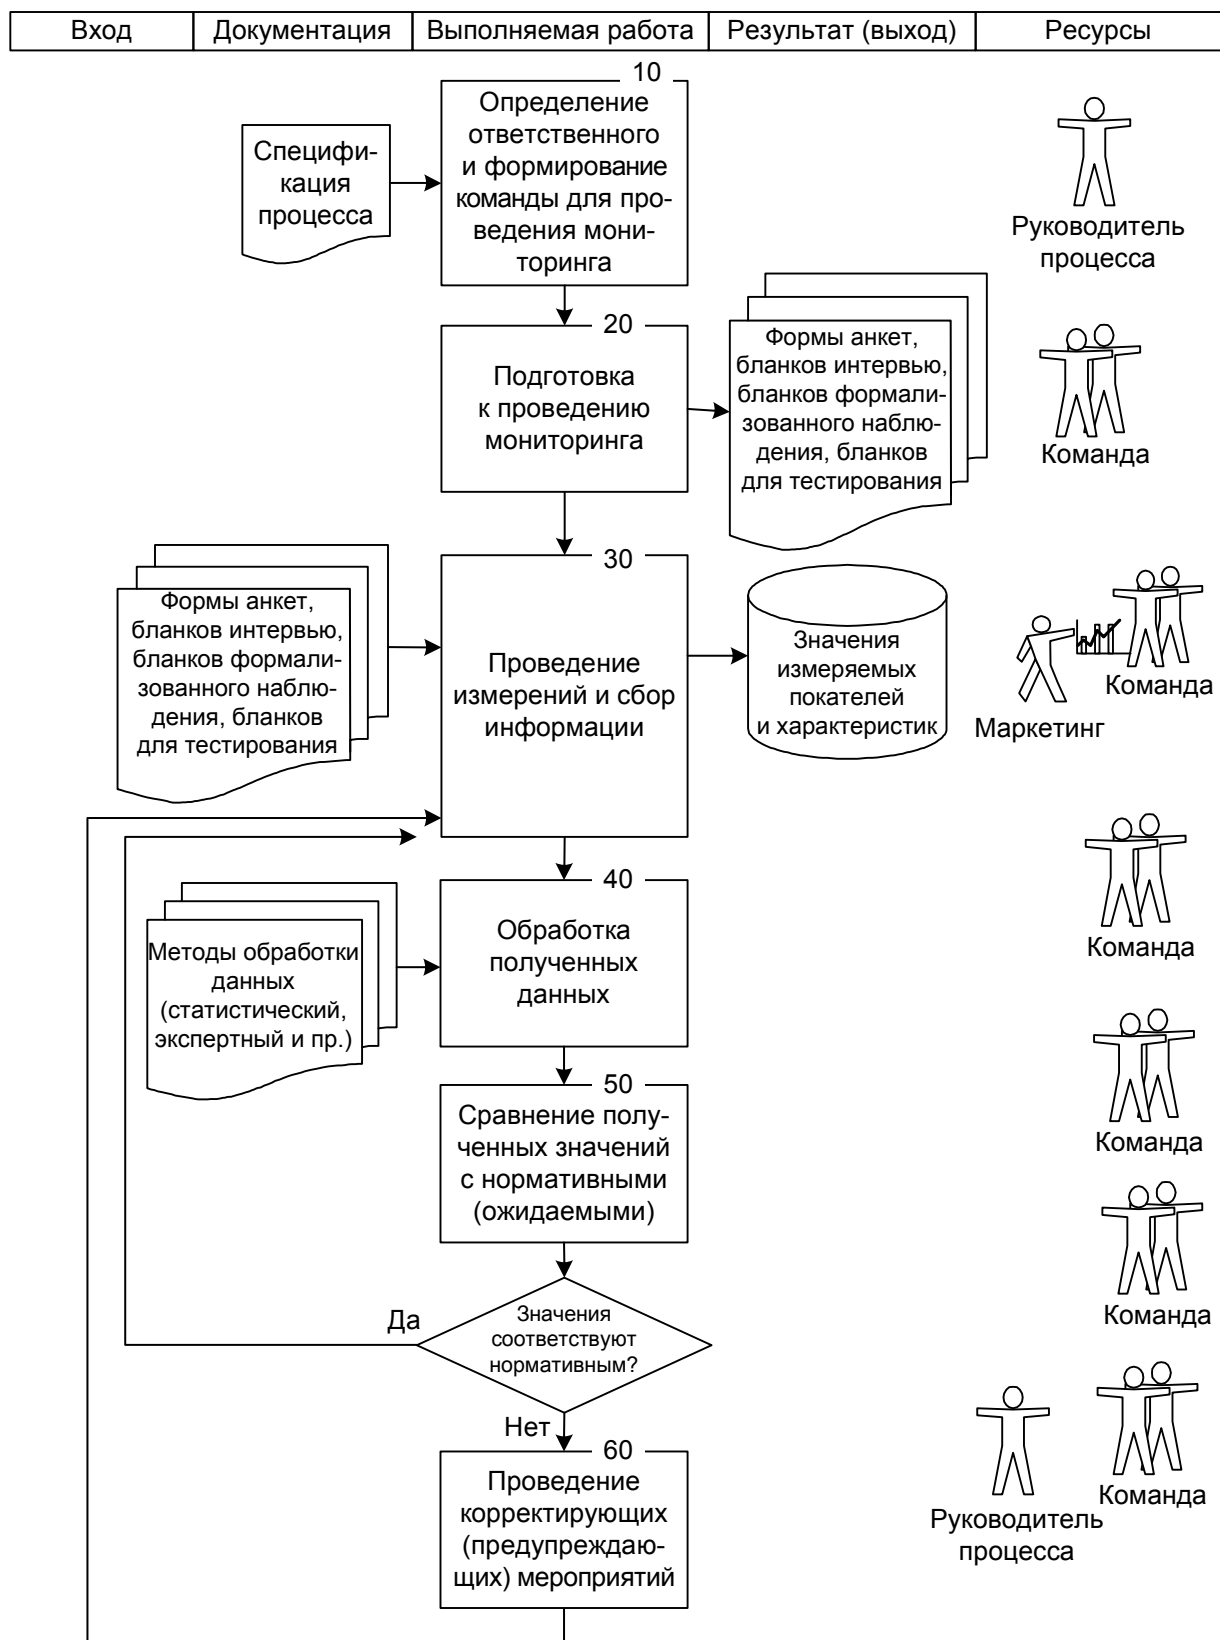 Вход
Документация
Выполняемая работа
Результат (выход)
Ресурсы
10
Определение
ответственного
и формирование
команды для про-
ведения мони-
торинга
Специфи-
кация
процесса
Руководитель
процесса
20
Подготовка
к проведению
мониторинга
Формы анкет,
бланков интервью,
бланков формали-
зованного наблю-
дения, бланков
для тестирования
Команда
30
Формы анкет,
бланков интервью,
бланков формали-
зованного наблю-
дения, бланков
для тестирования
Проведение
измерений и сбор
информации
Значения
измеряемых
покателей
и характеристик
Команда
Маркетинг
40
Методы обработки
данных
(статистический,
экспертный и пр.)
Обработка
полученных
данных
Команда
50
Сравнение полу-
ченных значений
с нормативными
(ожидаемыми)
Команда
Да
Значения
соответствуют
нормативным?
Команда
Нет
60
Проведение
корректирующих
(предупреждаю-
щих) мероприятий
Команда
Руководитель
процесса